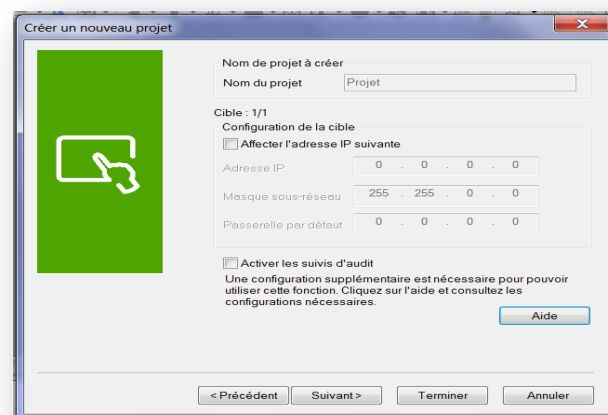 Créer un nouveau projet
Nom de projet à créer
Nom du projet Projet
Cible : 1/1
Configuration de la cible
Affecter l'adresse IP suivante
Adresse IP 0 . 0 . 0 . 0
Masque sous-réseau 255 . 255 . 0 . 0
Passerelle par défaut 0 . 0 . 0 . 0
Activer les suivis d'audit
Une configuration supplémentaire est nécessaire pour pouvoir
utiliser cette fonction. Cliquez sur l'aide et consultez les
configurations nécessaires.
Aide
< Précédent Suivant > Terminer Annuler